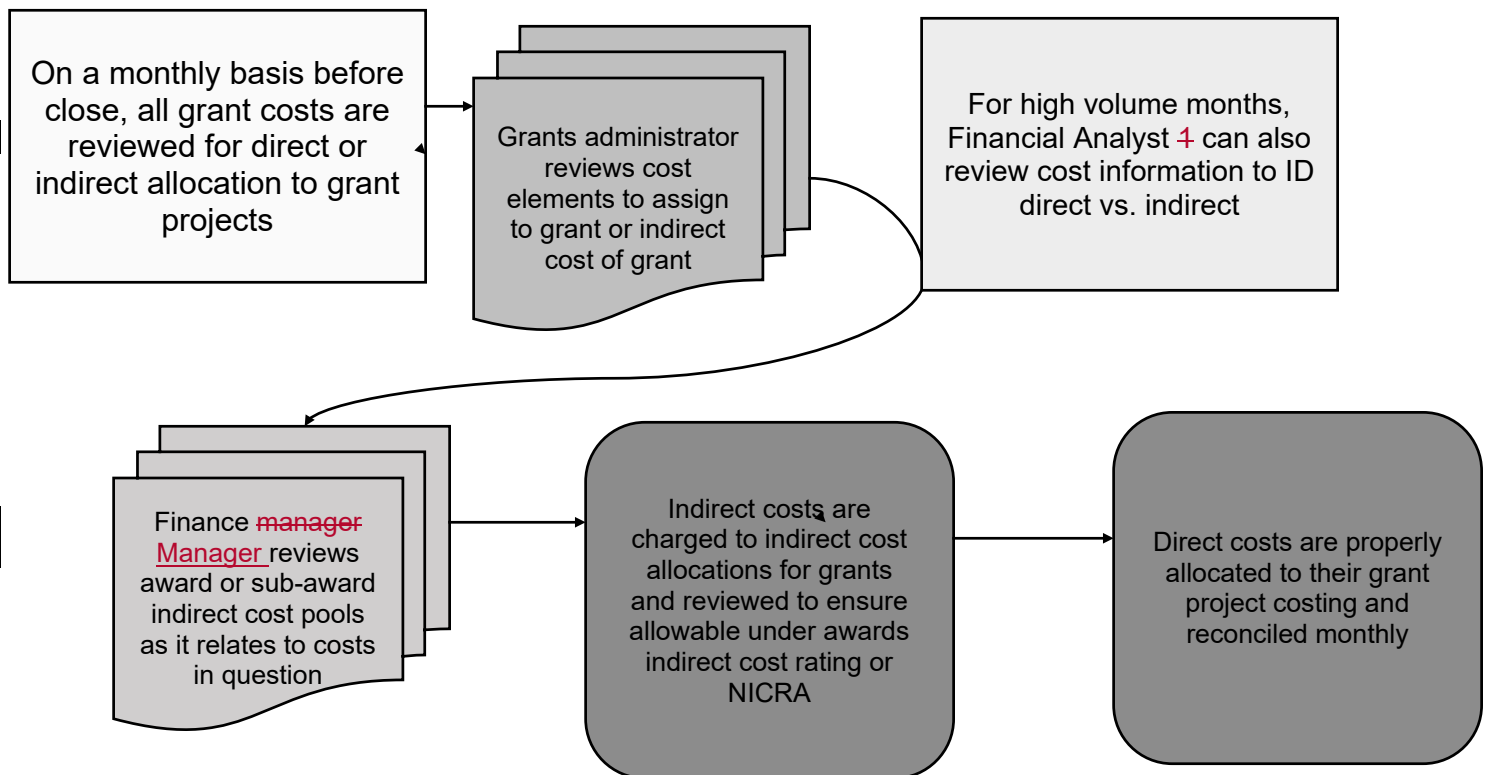 On a monthly basis before
close, all grant costs are
reviewed for direct or
indirect allocation to grant
projects
Grants administrator
reviews cost
elements to assign
to grant or indirect
cost of grant
For high volume months,
Financial Analyst 1 can also
review cost information to ID
direct vs. indirect
Finance manager
Manager reviews
award or sub-award
indirect cost pools
as it relates to costs
in question
Indirect costs are
charged to indirect cost
allocations for grants
and reviewed to ensure
allowable under awards
indirect cost rating or
NICRA
Direct costs are properly
allocated to their grant
project costing and
reconciled monthly